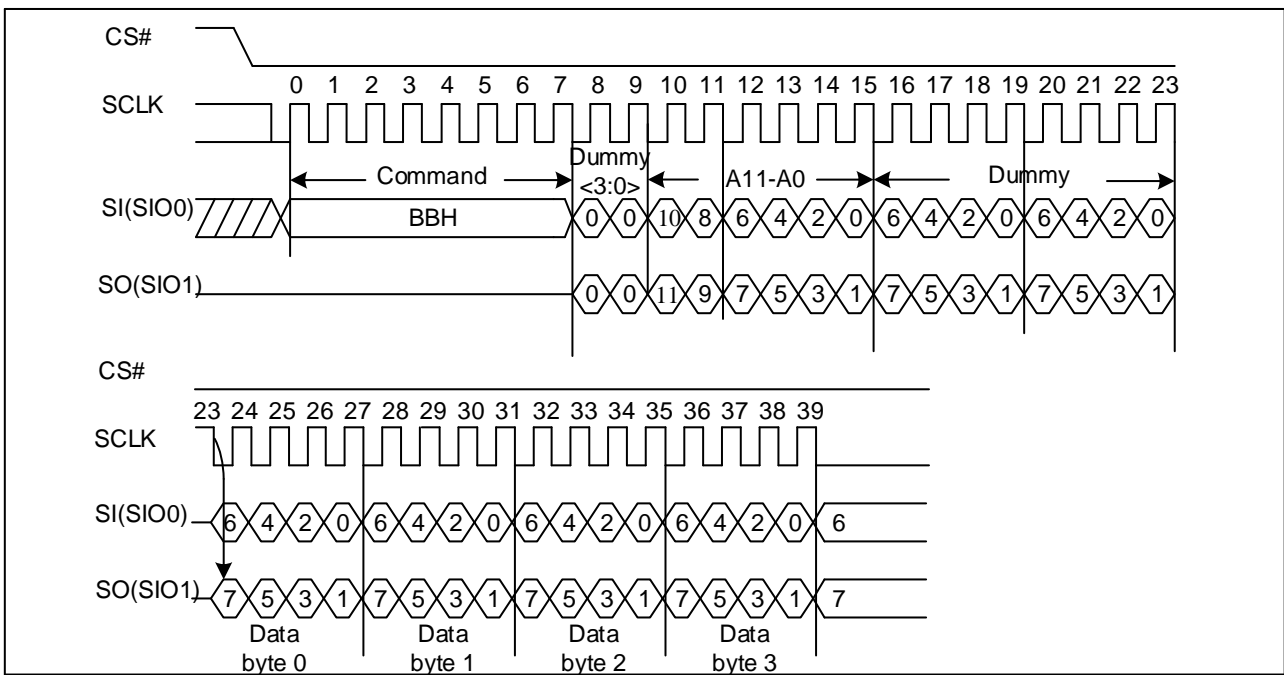 CS#
0 1 2 3 4 5 6 7 8 9 10 11 12 13 14 15 16 17 18 19 20 21 22 23
SCLK
Dummy
<3:0>
Command A11-A0 Dummy
SI(SIO0) BBH 0 0 10 8 6 4 2 0 6 4 2 0 6 4 2 0
SO(SIO1) 0 0 11 9 7 5 3 1 7 5 3 1 7 5 3 1
CS#
23 24 25 26 27 28 29 30 31 32 33 34 35 36 37 38 39
SCLK
SI(SIO0) 6 4 2 0 6 4 2 0 6 4 2 0 6 4 2 0 6
SO(SIO1) 7 5 3 1 7 5 3 1 7 5 3 1 7 5 3 1 7
Data Data Data Data
byte 0 byte 1 byte 2 byte 3